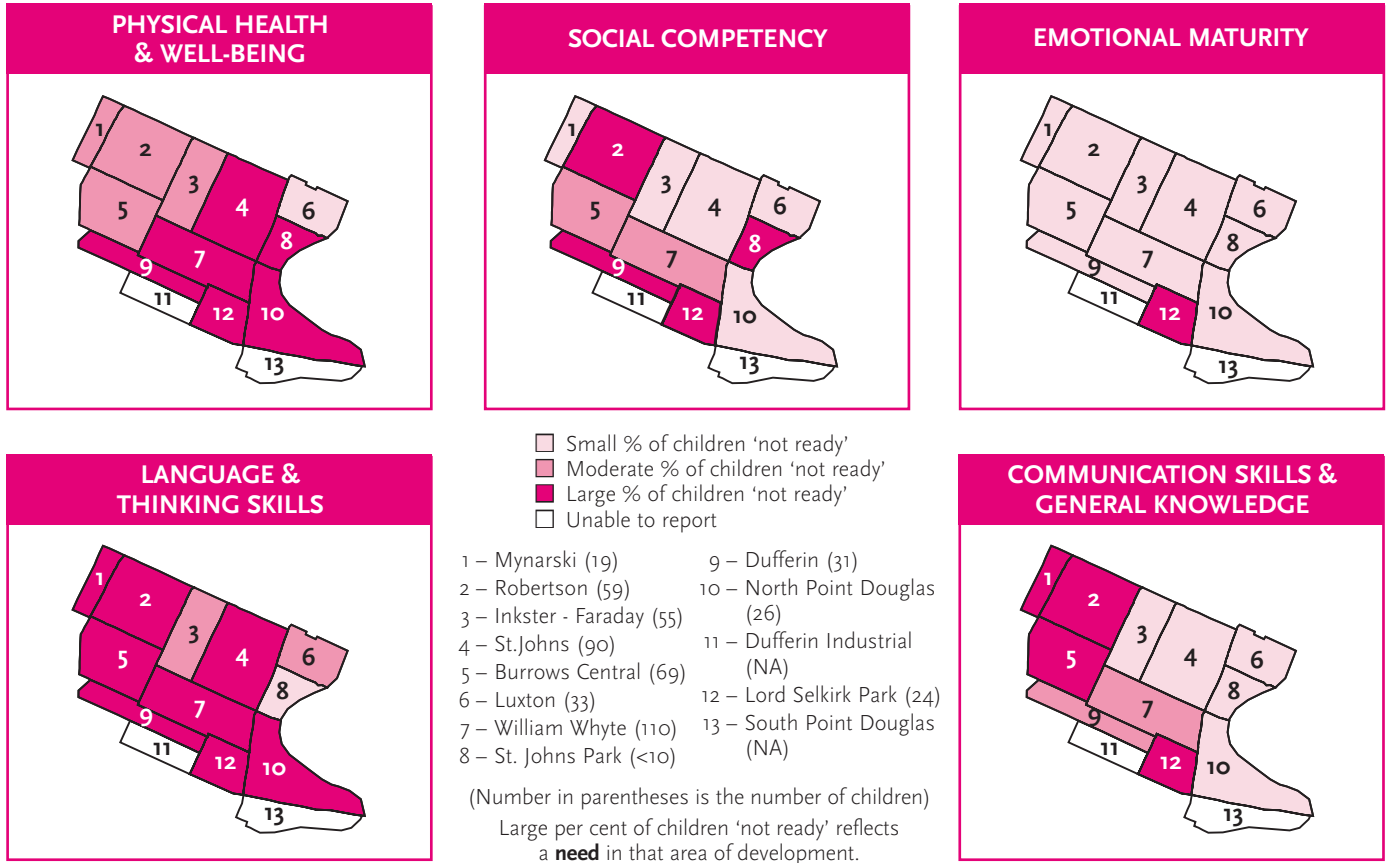 PHYSICAL HEALTH
& WELL-BEING
1
2
3
4
5
6
7
8
9
10
11
12
13
SOCIAL COMPETENCY
1
2
3
4
5
6
7
8
9
10
11
12
13
EMOTIONAL MATURITY
1
2
3
4
5
6
7
8
9
10
11
12
13
Small % of children ‘not ready’
Moderate % of children ‘not ready’
Large % of children ‘not ready’
Unable to report
LANGUAGE &
THINKING SKILLS
1
2
3
4
5
6
7
8
9
10
11
12
13
1 – Mynarski (19)
2 – Robertson (59)
3 – Inkster - Faraday (55)
4 – St.Johns (90)
5 – Burrows Central (69)
6 – Luxton (33)
7 – William Whyte (110)
8 – St. Johns Park (<10)
9 – Dufferin (31)
10 – North Point Douglas
(26)
11 – Dufferin Industrial
(NA)
12 – Lord Selkirk Park (24)
13 – South Point Douglas
(NA)
(Number in parentheses is the number of children)
Large per cent of children ‘not ready’ reflects
a need in that area of development.
COMMUNICATION SKILLS &
GENERAL KNOWLEDGE
1
2
3
4
5
6
7
8
9
10
11
12
13